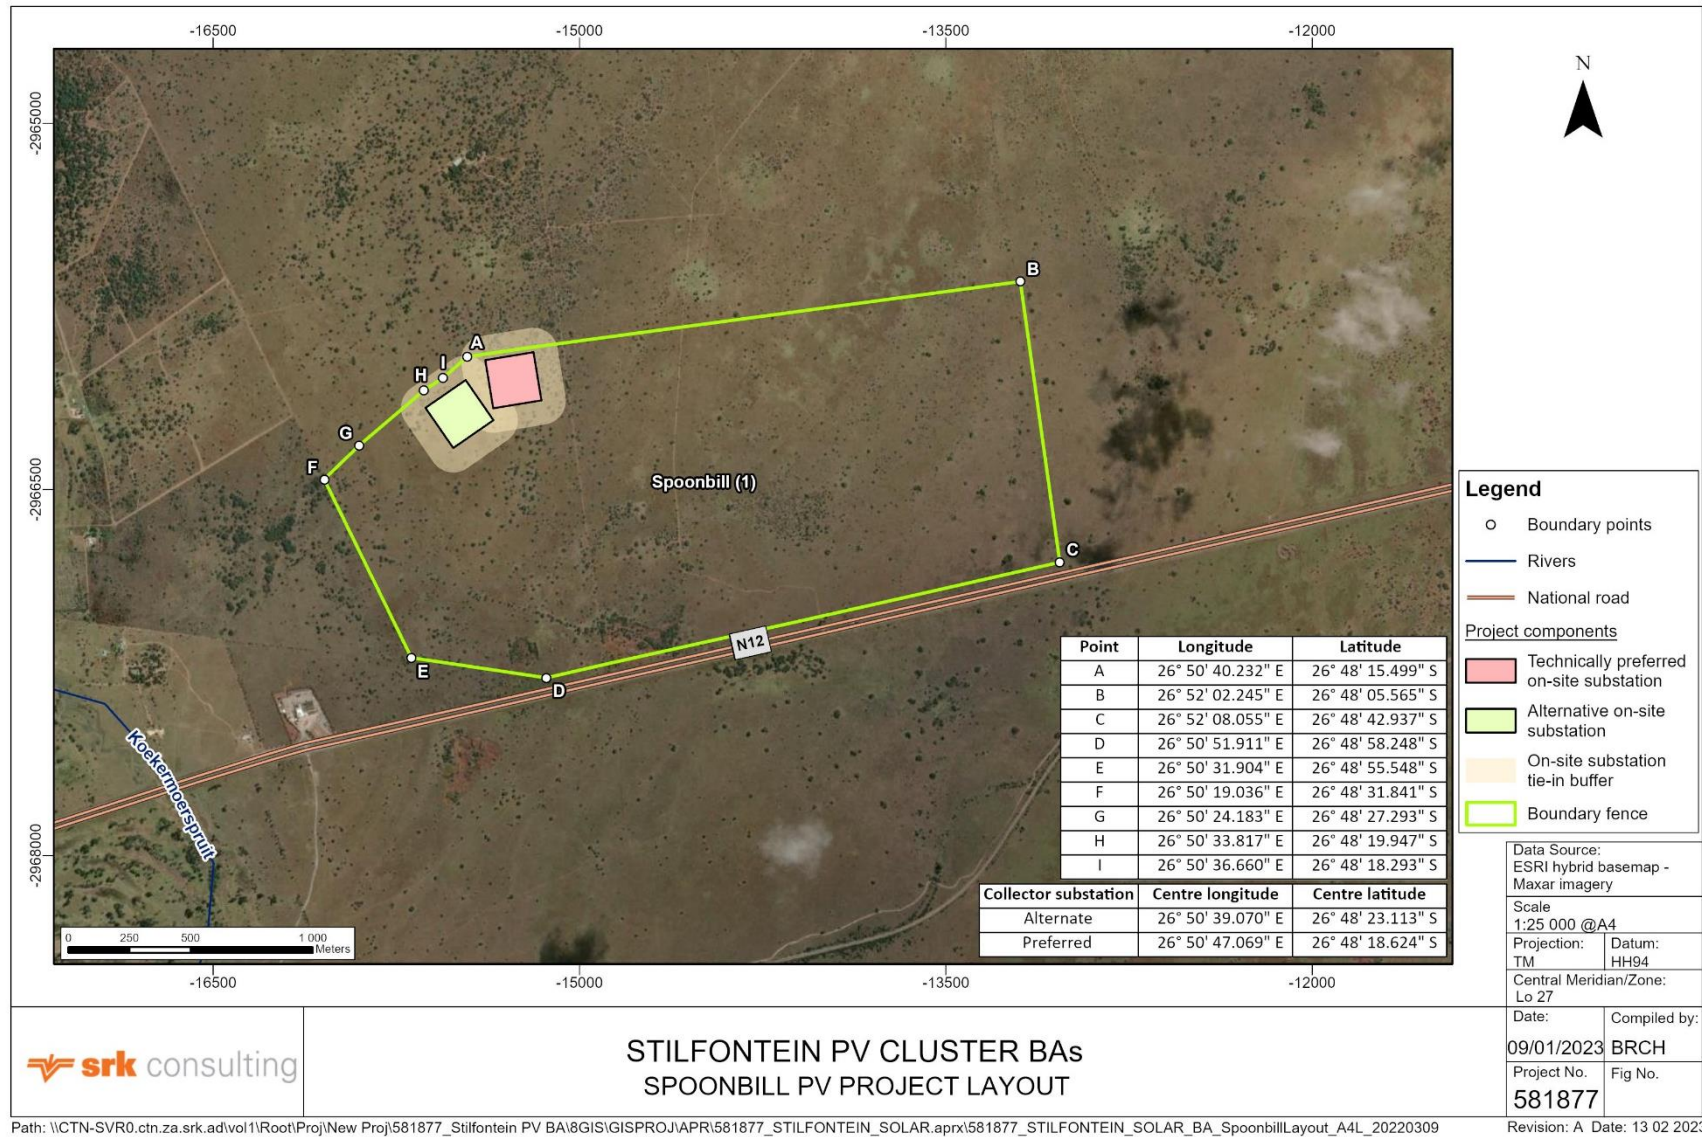 -16500 -15000 -13500 -12000
N
-2965000
-2966500
-2968000
A
B
C
D
E
F
G
H
I
Spoonbill (1)
N12
Koekemoerspruit
0 250 500 1 000
Meters
Point Longitude Latitude
A 26° 50' 40.232" E 26° 48' 15.499" S
B 26° 52' 02.245" E 26° 48' 05.565" S
C 26° 52' 08.055" E 26° 48' 42.937" S
D 26° 50' 51.911" E 26° 48' 58.248" S
E 26° 50' 31.904" E 26° 48' 55.548" S
F 26° 50' 19.036" E 26° 48' 31.841" S
G 26° 50' 24.183" E 26° 48' 27.293" S
H 26° 50' 33.817" E 26° 48' 19.947" S
I 26° 50' 36.660" E 26° 48' 18.293" S
Collector substation Centre longitude Centre latitude
Alternate 26° 50' 39.070" E 26° 48' 23.113" S
Preferred 26° 50' 47.069" E 26° 48' 18.624" S
-16500 -15000 -13500 -12000
Legend
Boundary points
Rivers
National road
Project components
Technically preferred
on-site substation
Alternative on-site
substation
On-site substation
tie-in buffer
Boundary fence
Data Source:
ESRI hybrid basemap -
Maxar imagery
Scale
1:25 000 @A4
Projection: Datum:
TM HH94
Central Meridian/Zone:
Lo 27
Date: Compiled by:
09/01/2023 BRCH
Project No. Fig No.
581877
srk consulting
STILFONTEIN PV CLUSTER BAs
SPOONBILL PV PROJECT LAYOUT
Path: \\CTN-SVR0.ctn.za.srk.ad\vol1\Root\Proj\New Proj\581877_Stilfontein PV BA\8GIS\GISPROJ\APR\581877_STILFONTEIN_SOLAR.aprx\581877_STILFONTEIN_SOLAR_BA_SpoonbillLayout_A4L_20220309
Revision: A Date: 13 02 202